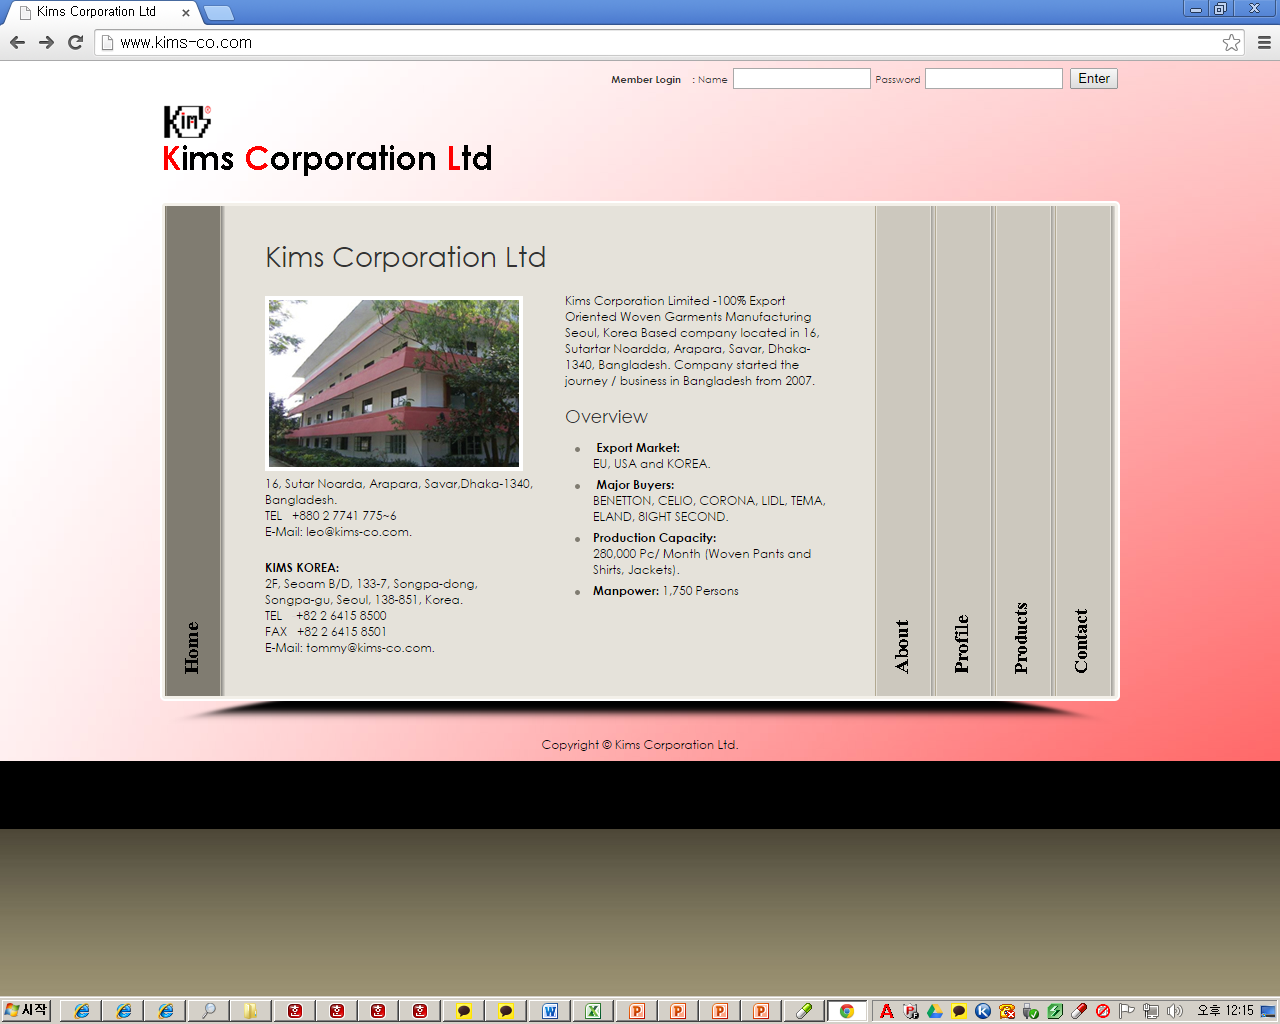 Kims Corporation Ltd
www.kims-co.com
Member Login : Name Password Enter
Kims®
Kims Corporation Ltd
Home
Kims Corporation Ltd
16, Sutar Noarda, Arapara, Savar,Dhaka-1340,
Bangladesh.
TEL +880 2 7741 775~6
E-Mail: leo@kims-co.com.
KIMS KOREA:
2F, Seoam B/D, 133-7, Songpa-dong,
Songpa-gu, Seoul, 138-851, Korea.
TEL +82 2 6415 8500
FAX +82 2 6415 8501
E-Mail: tommy@kims-co.com.
Kims Corporation Limited -100% Export
Oriented Woven Garments Manufacturing
Seoul, Korea Based company located in 16,
Sutartar Noardda, Arapara, Savar, Dhaka-
1340, Bangladesh. Company started the
journey / business in Bangladesh from 2007.
Overview
Export Market:
EU, USA and KOREA.
Major Buyers:
BENETTON, CELIO, CORONA, LIDL, TEMA,
ELAND, 8IGHT SECOND.
Production Capacity:
280,000 Pc/ Month (Woven Pants and
Shirts, Jackets).
Manpower: 1,750 Persons
About
Profile
Products
Contact
Copyright © Kims Corporation Ltd.
시작
오후 12:15